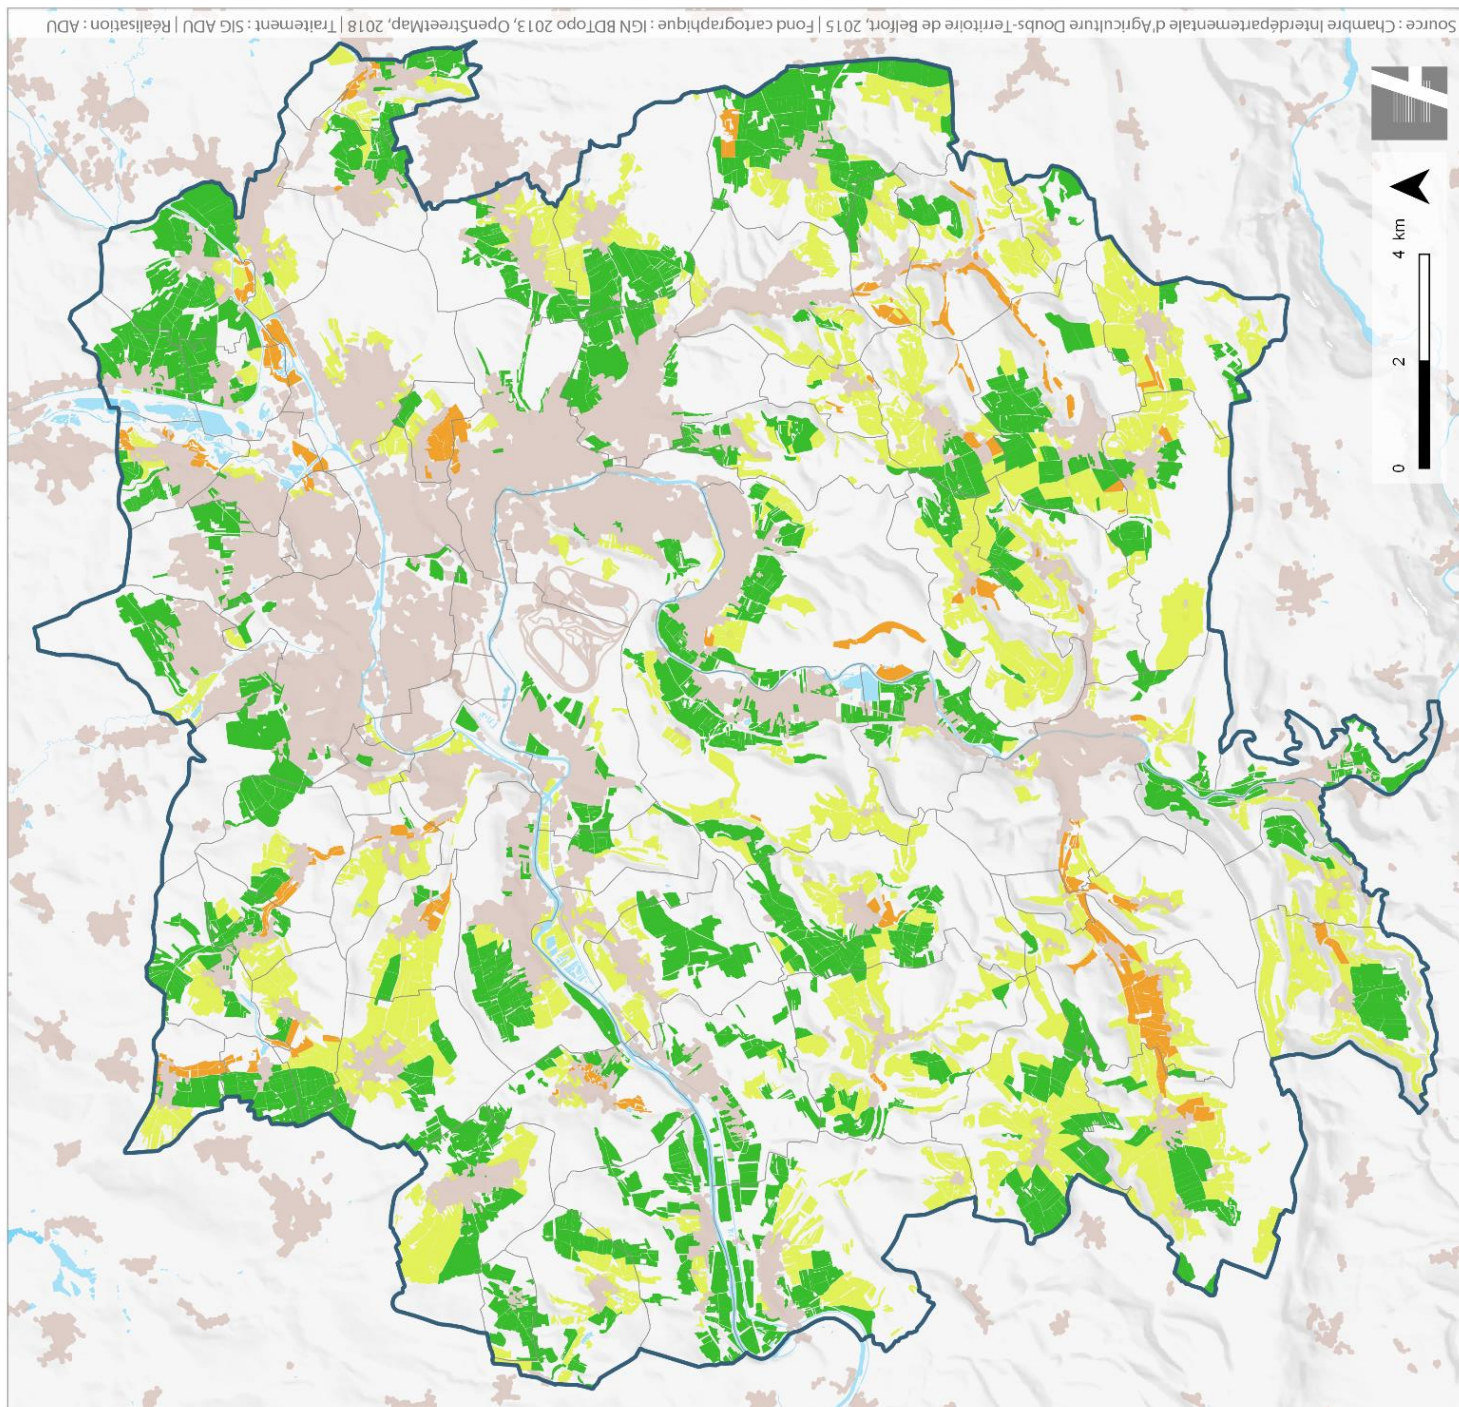 Source : Chambre Interdépartementale d'Agriculture Doubs-Territoire de Belfort, 2015 | Fond cartographique : IGN BDTopo 2013, OpenStreetMap, 2018 | Traitement : SIG ADU | Réalisation : ADU
0 2 4 km